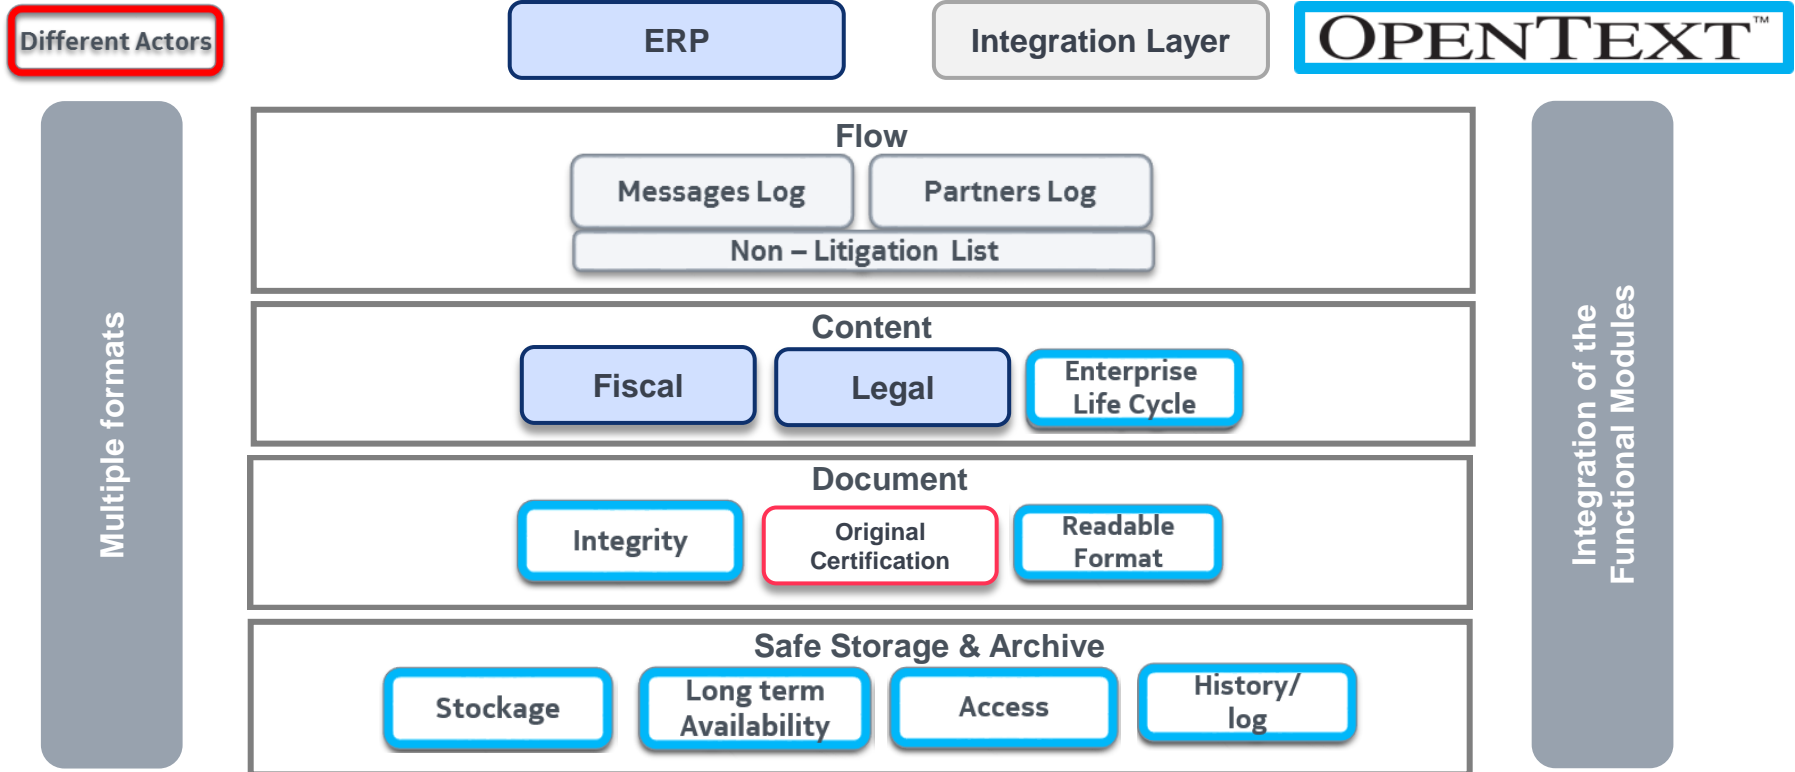 Different Actors
ERP
Integration Layer
OPENTEXT™
Multiple formats
Flow
Messages Log
Partners Log
Non – Litigation List
Content
Fiscal
Legal
Enterprise
Life Cycle
Document
Integrity
Original
Certification
Readable
Format
Safe Storage & Archive
Stockage
Long term
Availability
Access
History/
log
Integration of the
Functional Modules